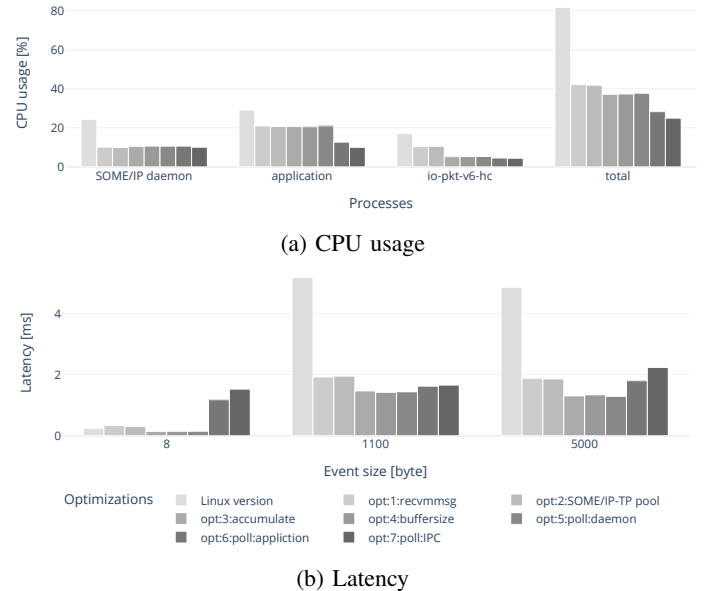 80
60
40
20
0
CPU usage [%]
SOME/IP daemon application io-pkt-v6-hc total
Processes
(a) CPU usage
4
2
0
Latency [ms]
8 1100 5000
Event size [byte]
Optimizations Linux version opt:1:recvmmsg opt:2:SOME/IP-TP pool
opt:3:accumulate opt:4:buffersize opt:5:poll:daemon
opt:6:poll:appliction opt:7:poll:IPC
(b) Latency